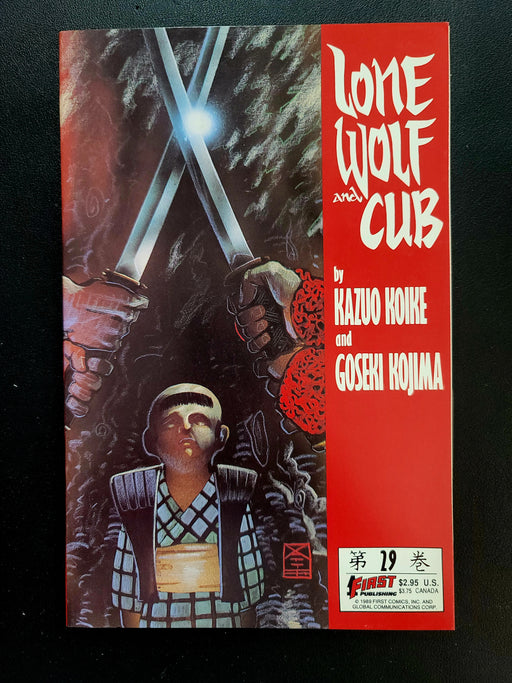 LONE
WOLF
and
CUB
by
KAZUO KOIKE
and
GOSEKI KOJIMA
第 29 巻
FIRST
PUBLISHING
$2.95 U.S.
$3.75 CANADA
© 1989 FIRST COMICS, INC. AND
GLOBAL COMMUNICATIONS CORP.